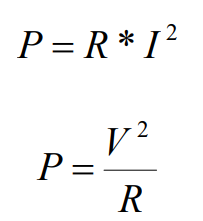 P = R * I²
P = V² / R